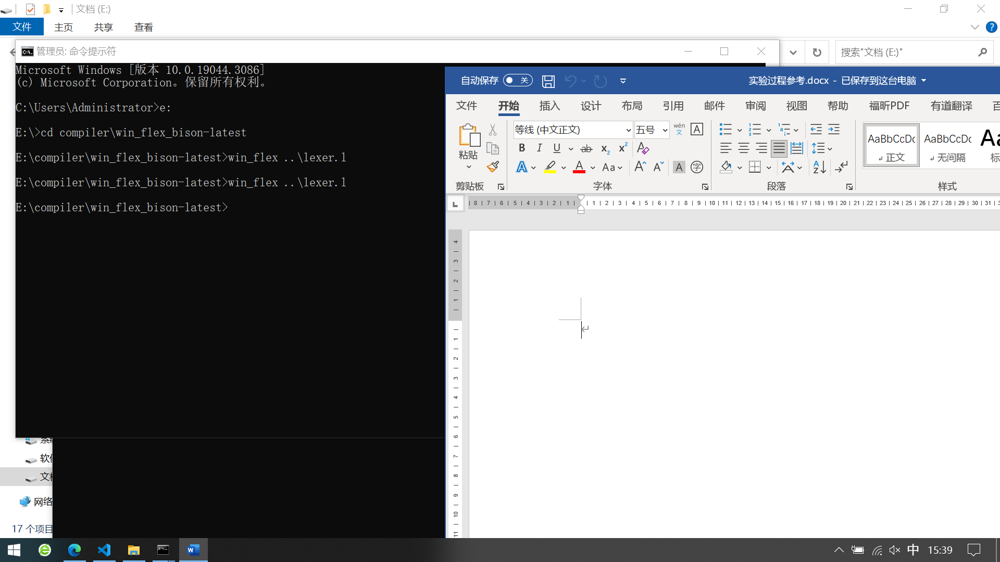 文档 (E:)
文件 主页 共享 查看
管理员: 命令提示符
搜索"文档 (E:)"
Microsoft Windows [版本 10.0.19044.3086]
(c) Microsoft Corporation。保留所有权利。
C:\Users\Administrator>e:
E:\>cd compiler\win_flex_bison-latest
E:\compiler\win_flex_bison-latest>win_flex ..\lexer.l
E:\compiler\win_flex_bison-latest>win_flex ..\lexer.l
E:\compiler\win_flex_bison-latest>
自动保存 关 实验过程参考.docx - 已保存到这台电脑
文件 开始 插入 设计 布局 引用 邮件 审阅 视图 帮助 福昕PDF 有道翻译 百
粘贴
等线 (中文正文) 五号 wén 文 A
B I U ab x₂ x²
A A Aa A A A 字
AaBbCcDc AaBbCcDc
正文 无间隔 标
剪贴板 字体 段落 样式
8 7 6 5 4 3 2 1 1 2 3 4 5 6 7 8 9 10 11 12 13 14 15 16 17 18 19 20 21 22 23 24 25 26 27 28 29 30 31
4
3
2
1
1
2
3
4
5
6
7
8
9
10
11
软件
文档
网络
17 个项目
中 15:39